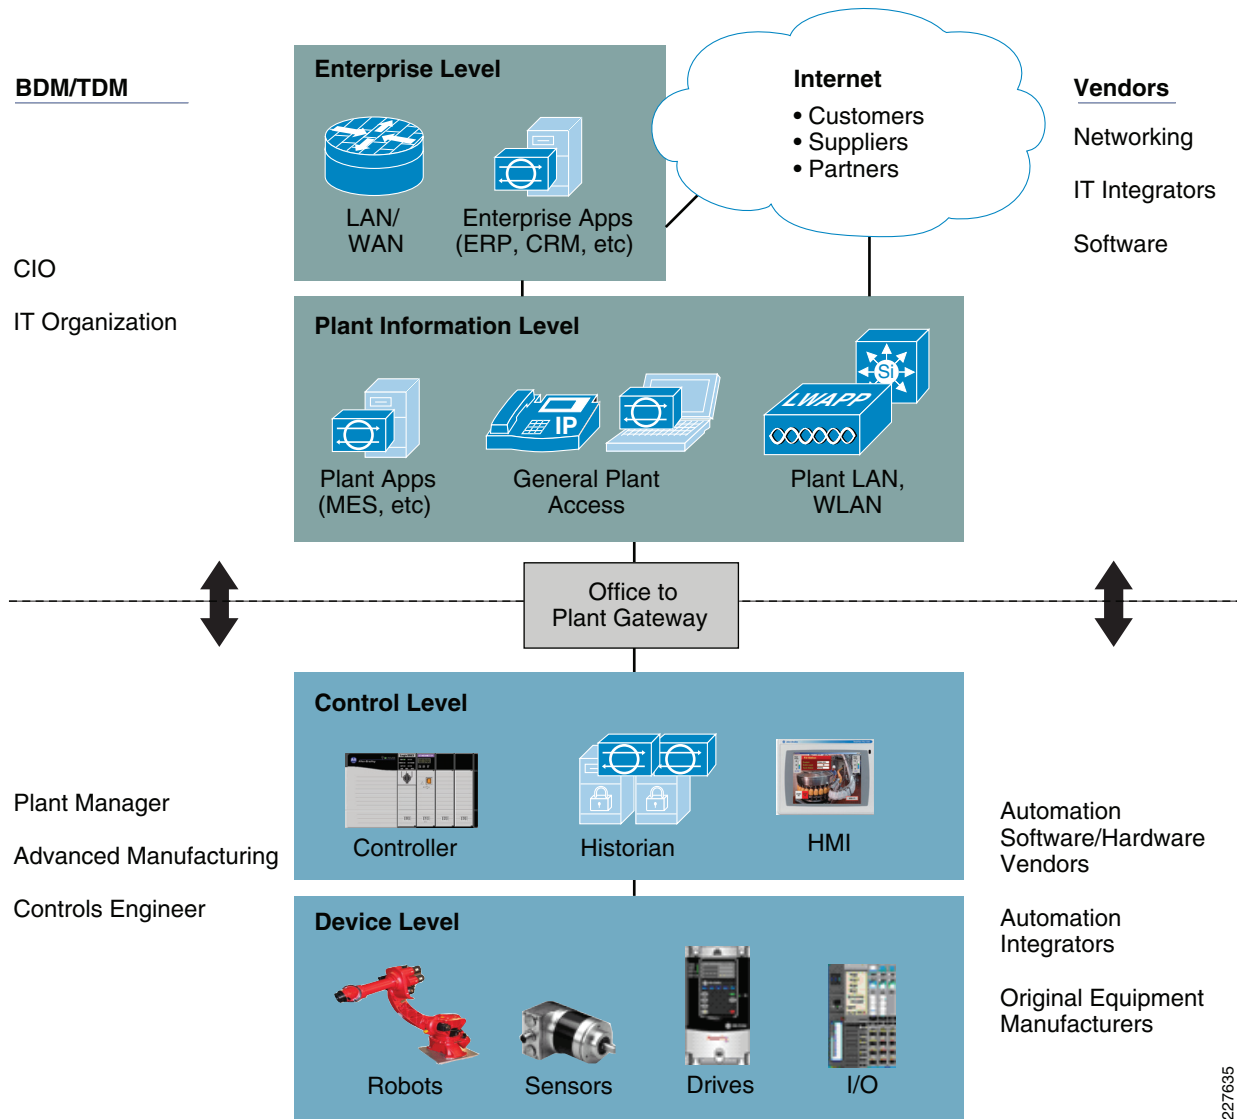 BDM/TDM
Enterprise Level
LAN/
WAN
Enterprise Apps
(ERP, CRM, etc)
Internet
• Customers
• Suppliers
• Partners
Vendors
Networking
IT Integrators
Software
CIO
IT Organization
Plant Information Level
Plant Apps
(MES, etc)
IP
General Plant
Access
Si
LWAPP
Plant LAN,
WLAN
Office to
Plant Gateway
Control Level
Controller
Historian
HMI
Plant Manager
Advanced Manufacturing
Controls Engineer
Automation
Software/Hardware
Vendors
Automation
Integrators
Original Equipment
Manufacturers
Device Level
Robots
Sensors
Drives
I/O
227635